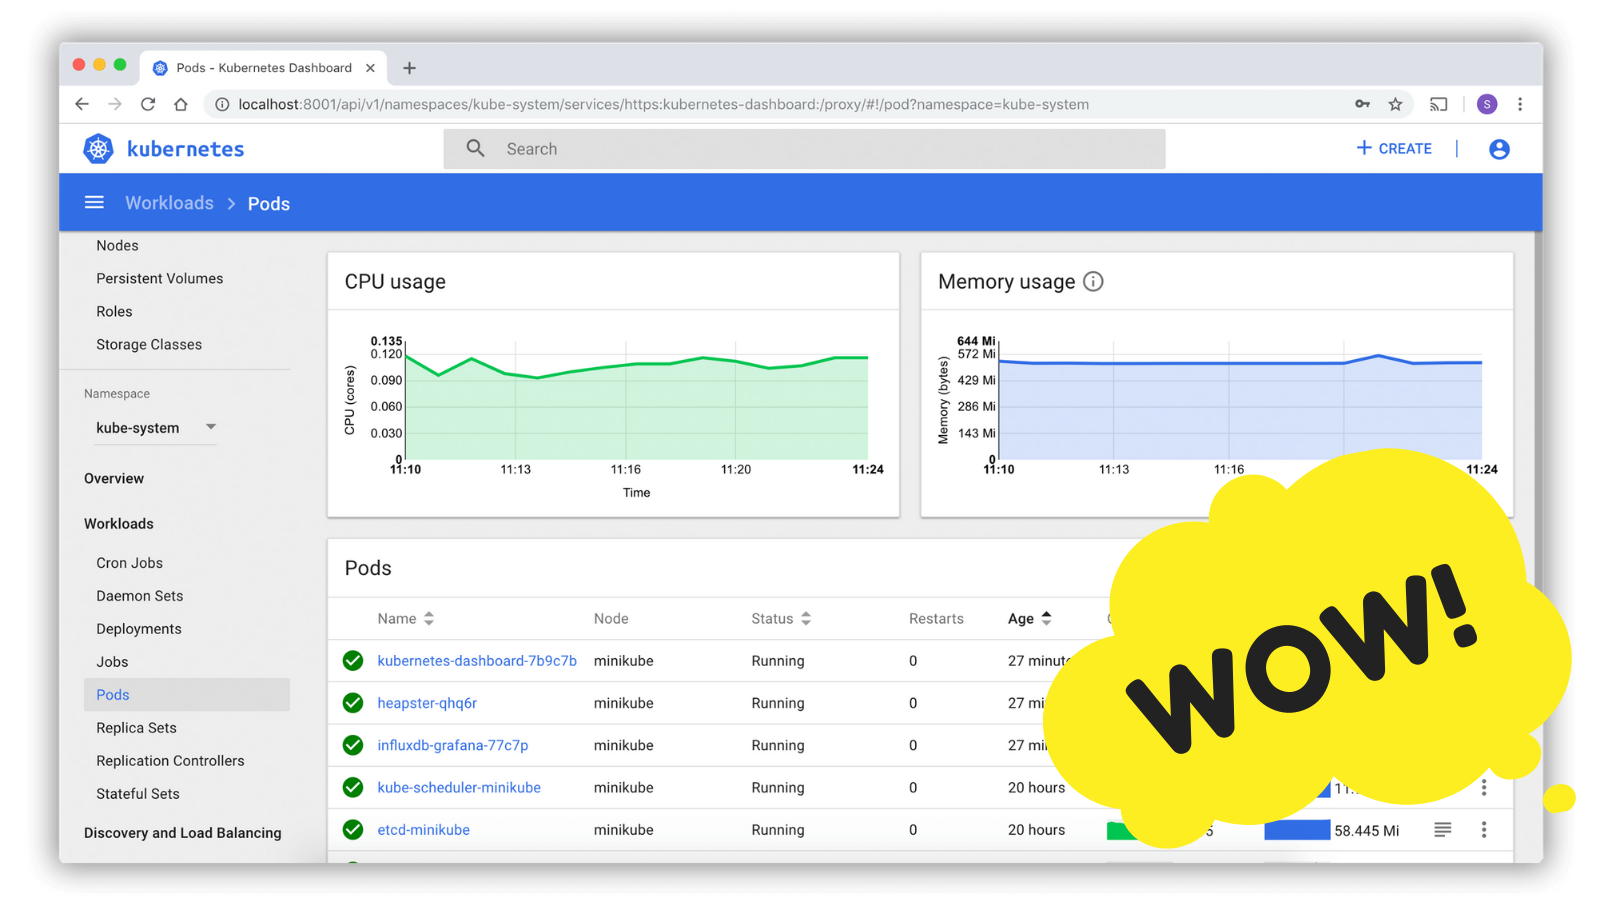 Pods - Kubernetes Dashboard
localhost:8001/api/v1/namespaces/kube-system/services/https:kubernetes-dashboard:/proxy/#!/pod?namespace=kube-system
S
kubernetes
Search
+ CREATE
Workloads > Pods
Nodes
Persistent Volumes
Roles
Storage Classes
Namespace
kube-system
Overview
Workloads
Cron Jobs
Daemon Sets
Deployments
Jobs
Pods
Replica Sets
Replication Controllers
Stateful Sets
Discovery and Load Balancing
CPU usage
CPU (cores)
0.135
0.120
0.090
0.060
0.030
0
11:10 11:13 11:16 11:20 11:24
Time
Memory usage
Memory (bytes)
644 Mi
572 Mi
429 Mi
286 Mi
143 Mi
0
11:10 11:13 11:16 11:24
Pods
Name Node Status Restarts Age
kubernetes-dashboard-7b9c7b minikube Running 0 27
heapster-qhq6r minikube Running 0 27
influxdb-grafana-77c7p minikube Running 0 27
kube-scheduler-minikube minikube Running 0 20 hours
etcd-minikube minikube Running 0 20 hours 58.445 Mi
WOW!